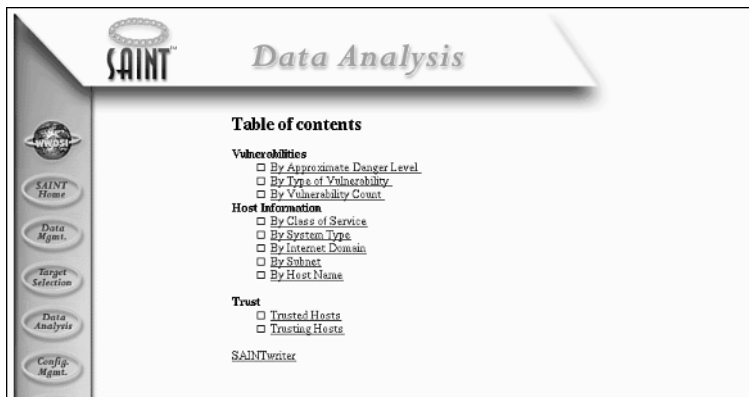 SAINT™
Data Analysis
WWDSI
SAINT
Home
Data
Mgmt.
Target
Selection
Data
Analysis
Config.
Mgmt.
Table of contents
Vulnerabilities
By Approximate Danger Level
By Type of Vulnerability
By Vulnerability Count
Host Information
By Class of Service
By System Type
By Internet Domain
By Subnet
By Host Name
Trust
Trusted Hosts
Trusting Hosts
SAINTwriter